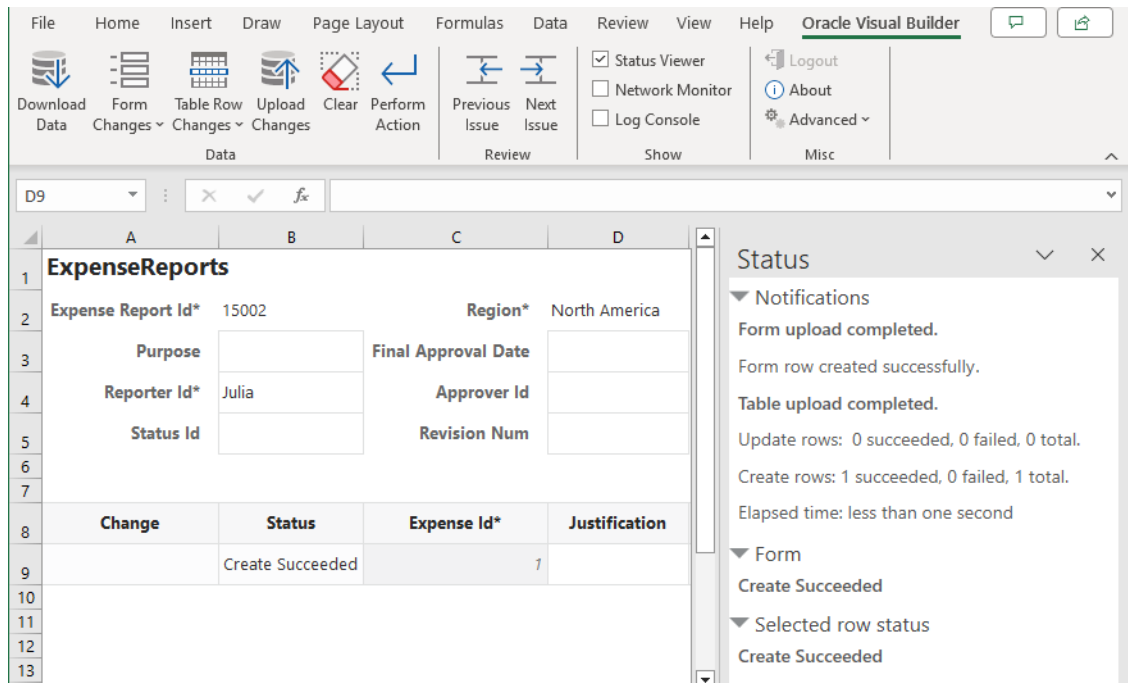 File Home Insert Draw Page Layout Formulas Data Review View Help Oracle Visual Builder
Download Data
Form Changes
Table Row Changes
Upload Changes
Clear
Perform Action
Data
Previous Issue
Next Issue
Review
Status Viewer
Network Monitor
Log Console
Show
Logout
About
Advanced
Misc
D9 fx
A B C D
1 ExpenseReports
2 Expense Report Id* 15002 Region* North America
3 Purpose Final Approval Date
4 Reporter Id* Julia Approver Id
5 Status Id Revision Num
6
7
8 Change Status Expense Id* Justification
9 Create Succeeded 1
10
11
12
13
Status
Notifications
Form upload completed.
Form row created successfully.
Table upload completed.
Update rows: 0 succeeded, 0 failed, 0 total.
Create rows: 1 succeeded, 0 failed, 1 total.
Elapsed time: less than one second
Form
Create Succeeded
Selected row status
Create Succeeded